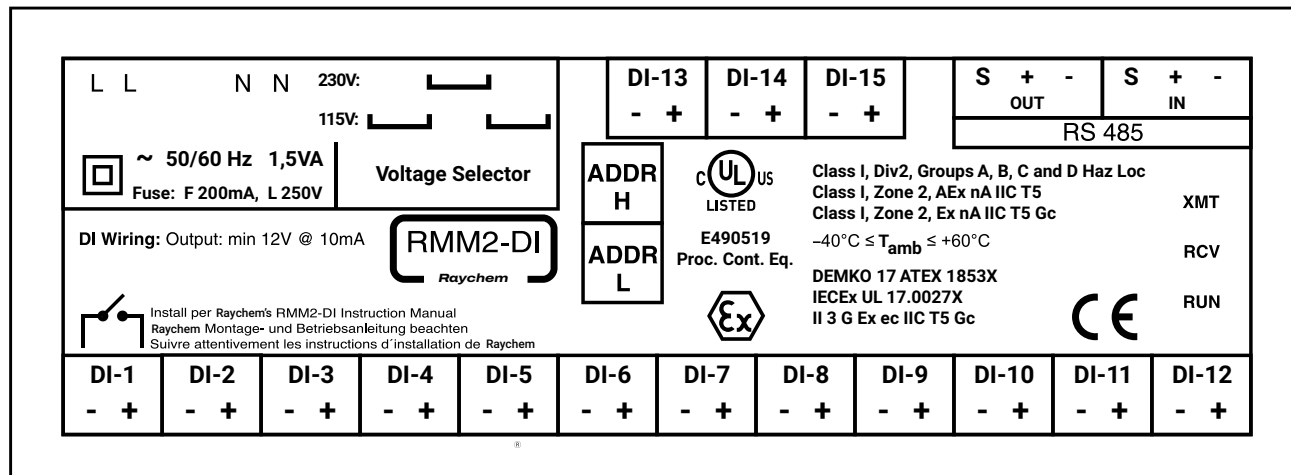 L L N N 230V:
115V:
~ 50/60 Hz 1,5VA
Fuse: F 200mA, L 250V
Voltage Selector
DI-13 DI-14 DI-15
- + - + - +
S + - S + -
OUT IN
RS 485
DI Wiring: Output: min 12V @ 10mA
RMM2-DI
Raychem
Install per Raychem's RMM2-DI Instruction Manual
Raychem Montage- und Betriebsanleitung beachten
Suivre attentivement les instructions d´installation de Raychem
ADDR
H
ADDR
L
C UL US
LISTED
E490519
Proc. Cont. Eq.
Ex
Class I, Div2, Groups A, B, C and D Haz Loc
Class I, Zone 2, AEx nA IIC T5
Class I, Zone 2, Ex nA IIC T5 Gc
–40°C ≤ Tamb ≤ +60°C
DEMKO 17 ATEX 1853X
IECEx UL 17.0027X
II 3 G Ex ec IIC T5 Gc
CE
XMT
RCV
RUN
DI-1 DI-2 DI-3 DI-4 DI-5 DI-6 DI-7 DI-8 DI-9 DI-10 DI-11 DI-12
- + - + - + - + - + - + - + - + - + - + - + - +
®